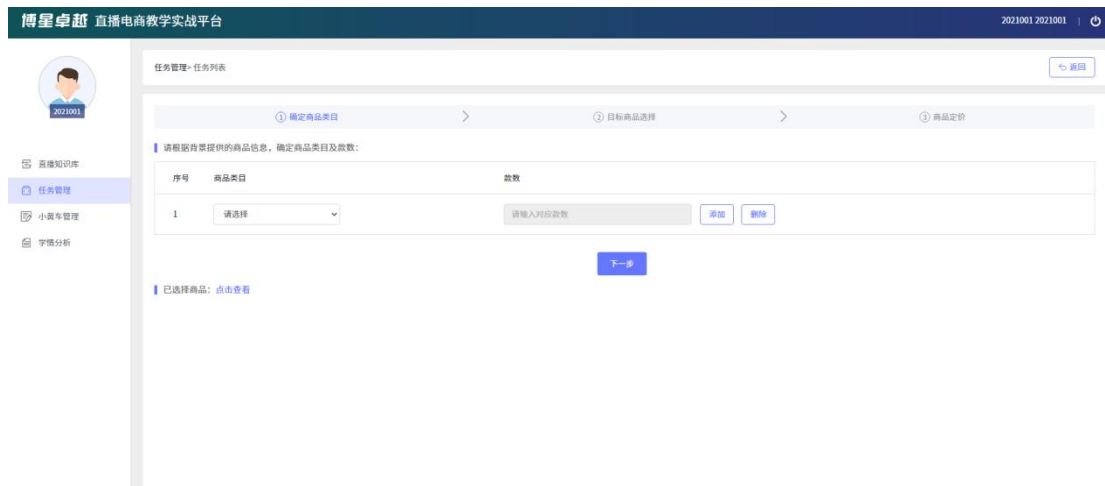 博星卓越 直播电商教学实战平台
2021001 2021001
2021001
直播知识库
任务管理
小黄车管理
学情分析
任务管理> 任务列表
返回
① 确定商品类目
② 目标商品选择
③ 商品定价
请根据背景提供的商品信息，确定商品类目及款数：
序号 商品类目 款数
1 请选择 请输入对应款数 添加 删除
下一步
已选择商品：点击查看